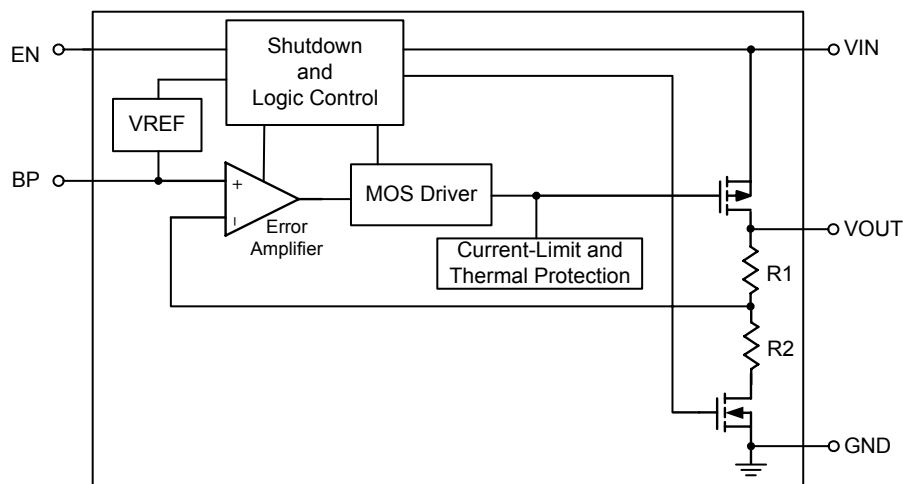 EN
Shutdown
and
Logic Control
VIN
VREF
BP
+
−
MOS Driver
Error
Amplifier
Current-Limit and
Thermal Protection
VOUT
R1
R2
GND